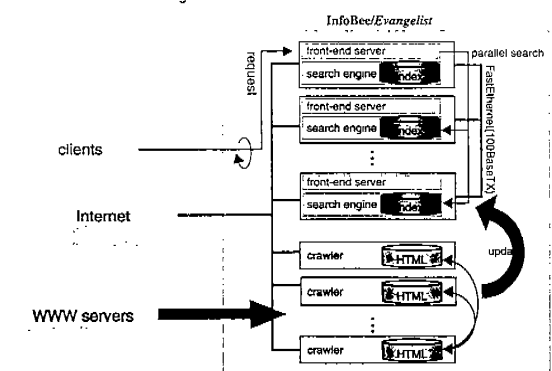 InfoBee/Evangelist
front-end server
parallel search
search engine
index
request
FastEthernet(100BaseTX)
front-end server
search engine
index
clients
front-end server
search engine
index
Internet
crawler
HTML
crawler
HTML
WWW servers
crawler
HTML